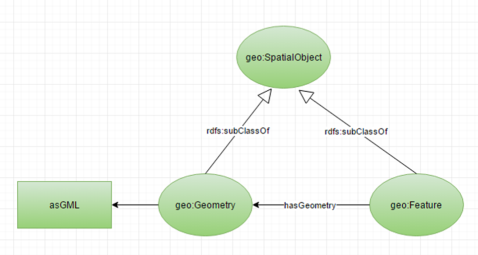 geo:SpatialObject
rdfs:subClassOf
rdfs:subClassOf
asGML
geo:Geometry
hasGeometry
geo:Feature